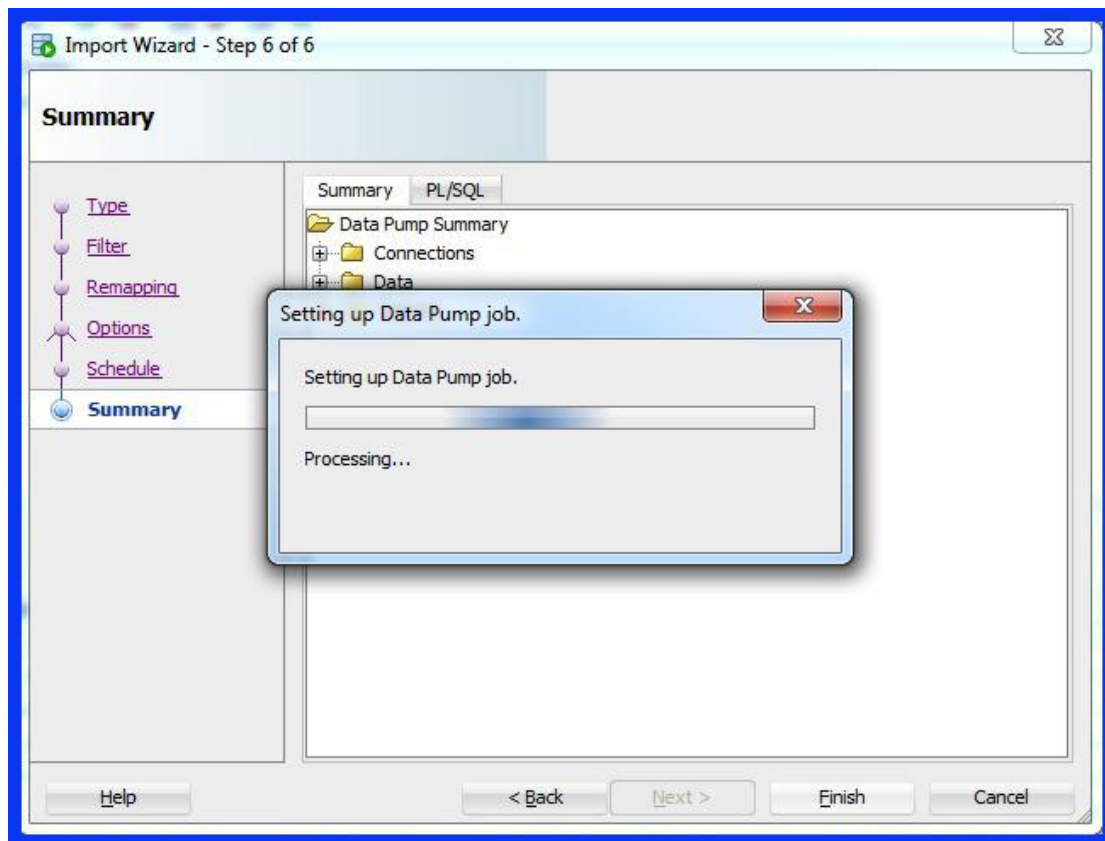 Import Wizard - Step 6 of 6
Summary
Type
Filter
Remapping
Options
Schedule
Summary
Summary PL/SQL
Data Pump Summary
Connections
Data
Setting up Data Pump job.
Setting up Data Pump job.
Processing...
Help < Back Next > Finish Cancel